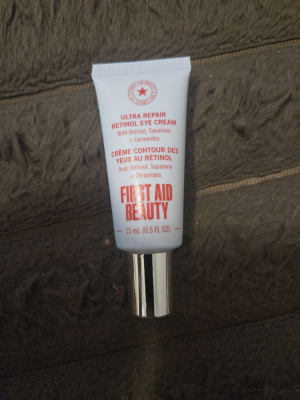 ULTRA REPAIR
RETINOL EYE CREAM
With Retinol, Squalane
+ Ceramides
CRÈME CONTOUR DES
YEUX AU RÉTINOL
Avec Rétinol, Squalane
+ Céramides
FIRST AID
BEAUTY
15 mL (0.5 FL OZ)